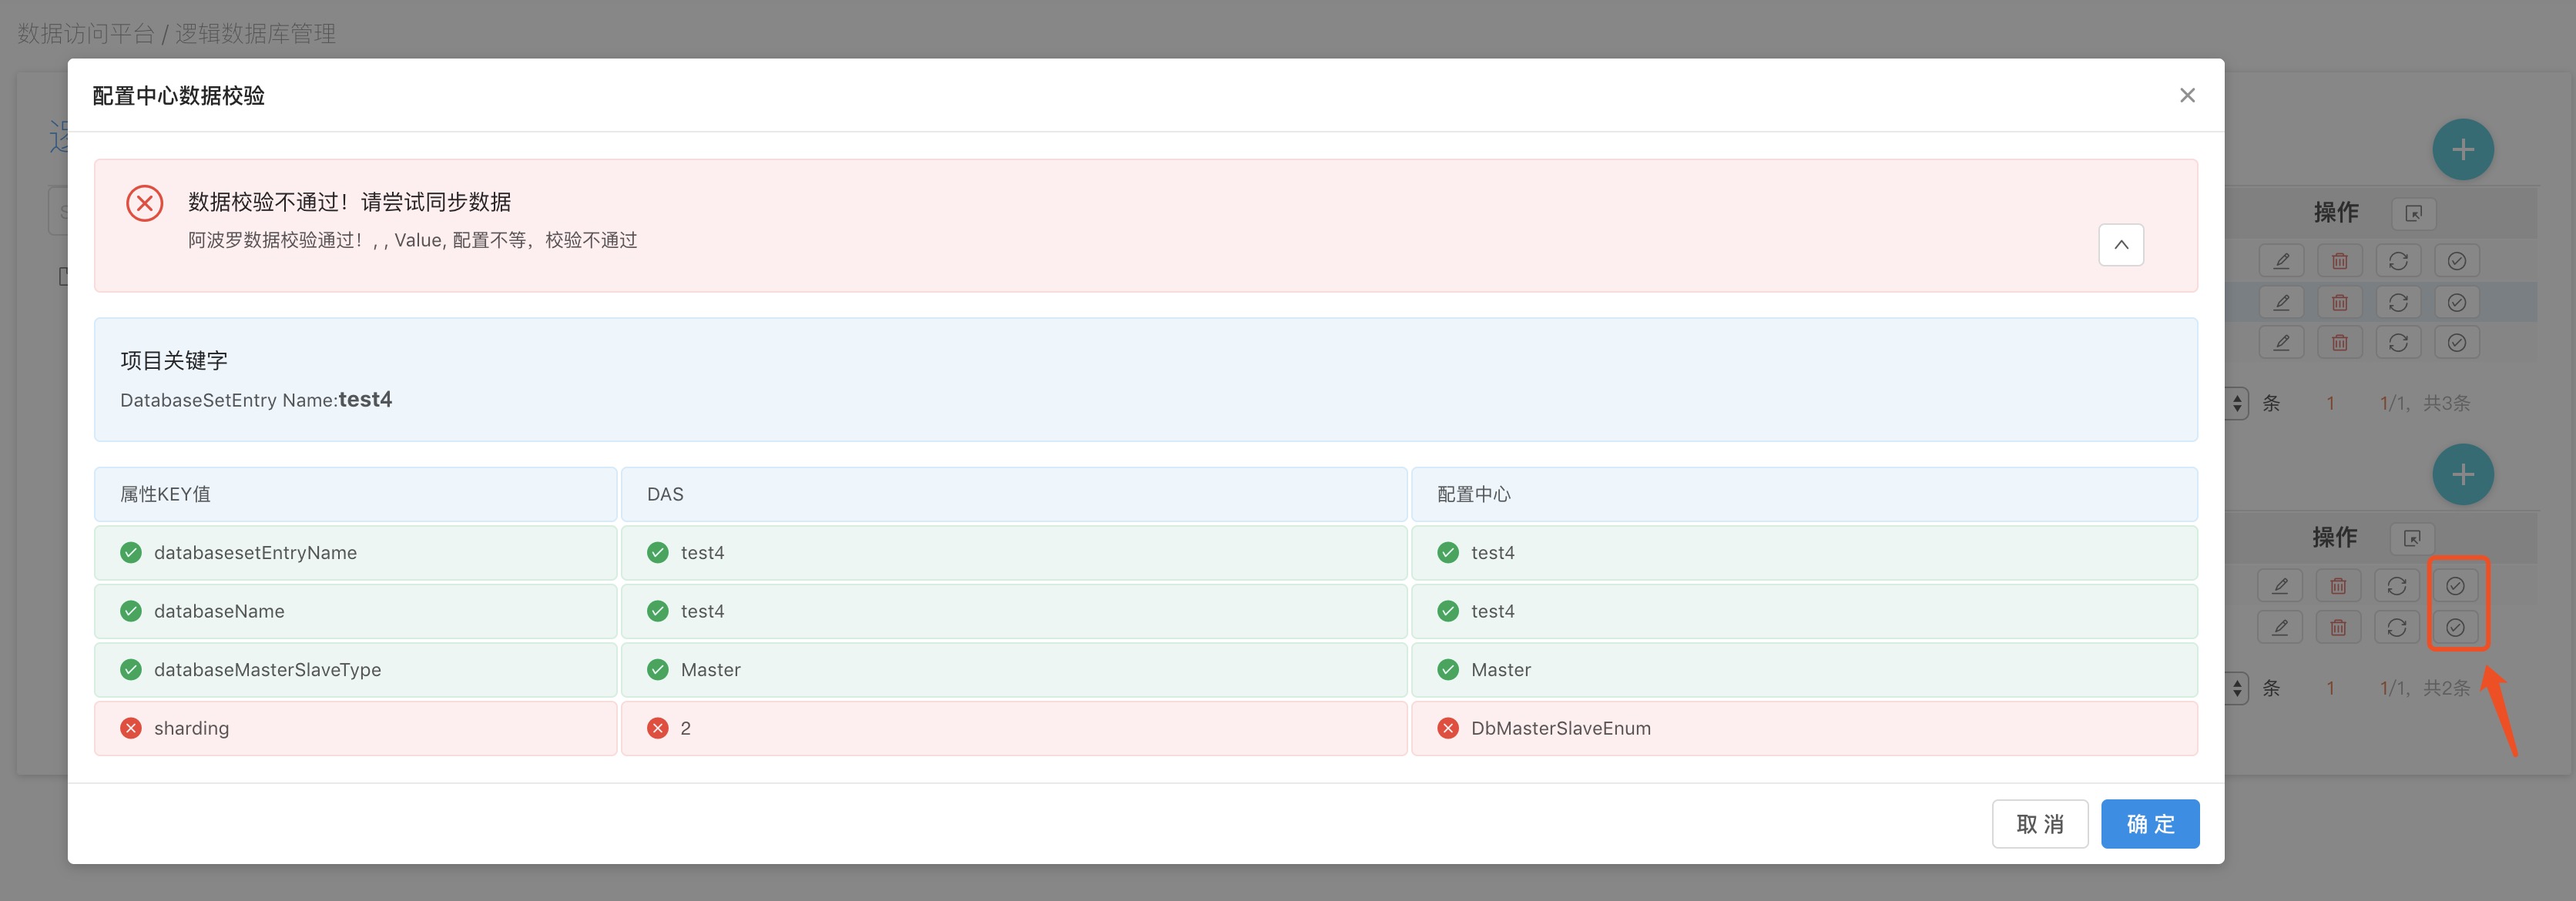 数据访问平台 / 逻辑数据库管理
配置中心数据校验
数据校验不通过！请尝试同步数据
阿波罗数据校验通过！, , Value, 配置不等，校验不通过
项目关键字
DatabaseSetEntry Name:test4
属性KEY值 DAS 配置中心
databasesetEntryName test4 test4
databaseName test4 test4
databaseMasterSlaveType Master Master
sharding 2 DbMasterSlaveEnum
取 消 确 定
操作
条 1 1/1, 共3条
操作
条 1 1/1, 共2条